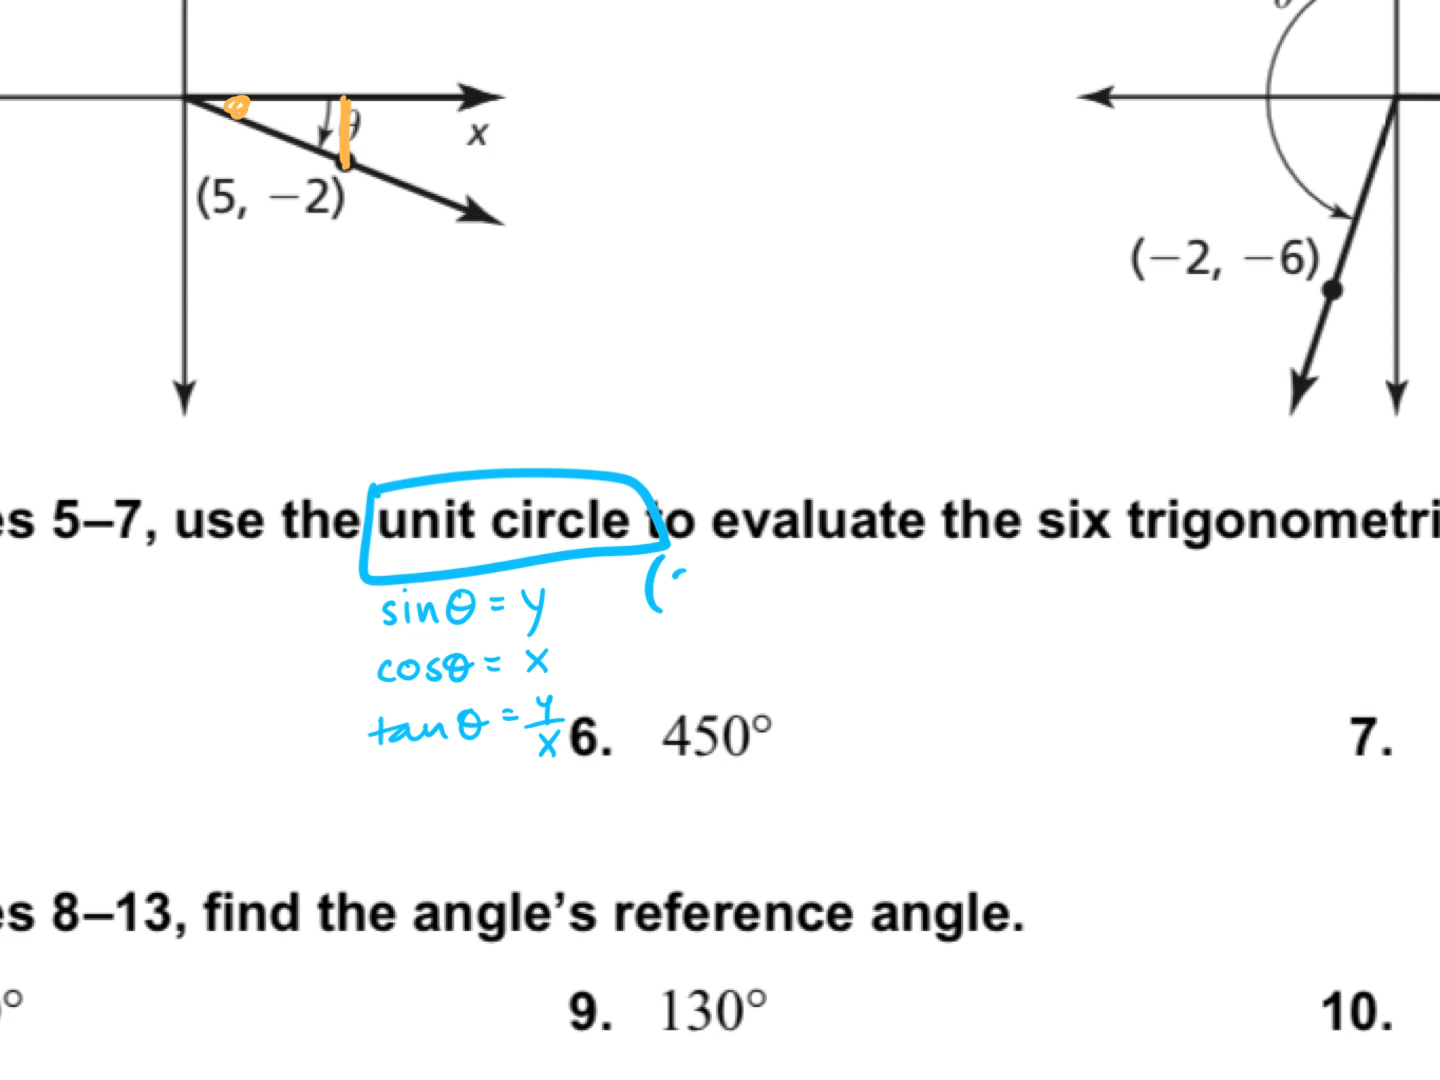 θ
x
(5, −2)
(−2, −6)
es 5–7, use the unit circle to evaluate the six trigonometri
sinθ = y
(
cosθ = x
tanθ = y/x
6. 450°
7.
es 8–13, find the angle’s reference angle.
°
9. 130°
10.